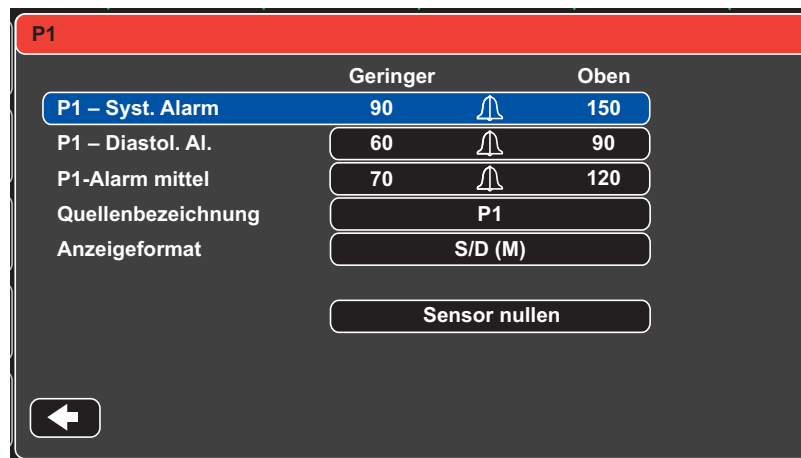 P1
Geringer Oben
P1 – Syst. Alarm 90 150
P1 – Diastol. Al. 60 90
P1-Alarm mittel 70 120
Quellenbezeichnung P1
Anzeigeformat S/D (M)
Sensor nullen